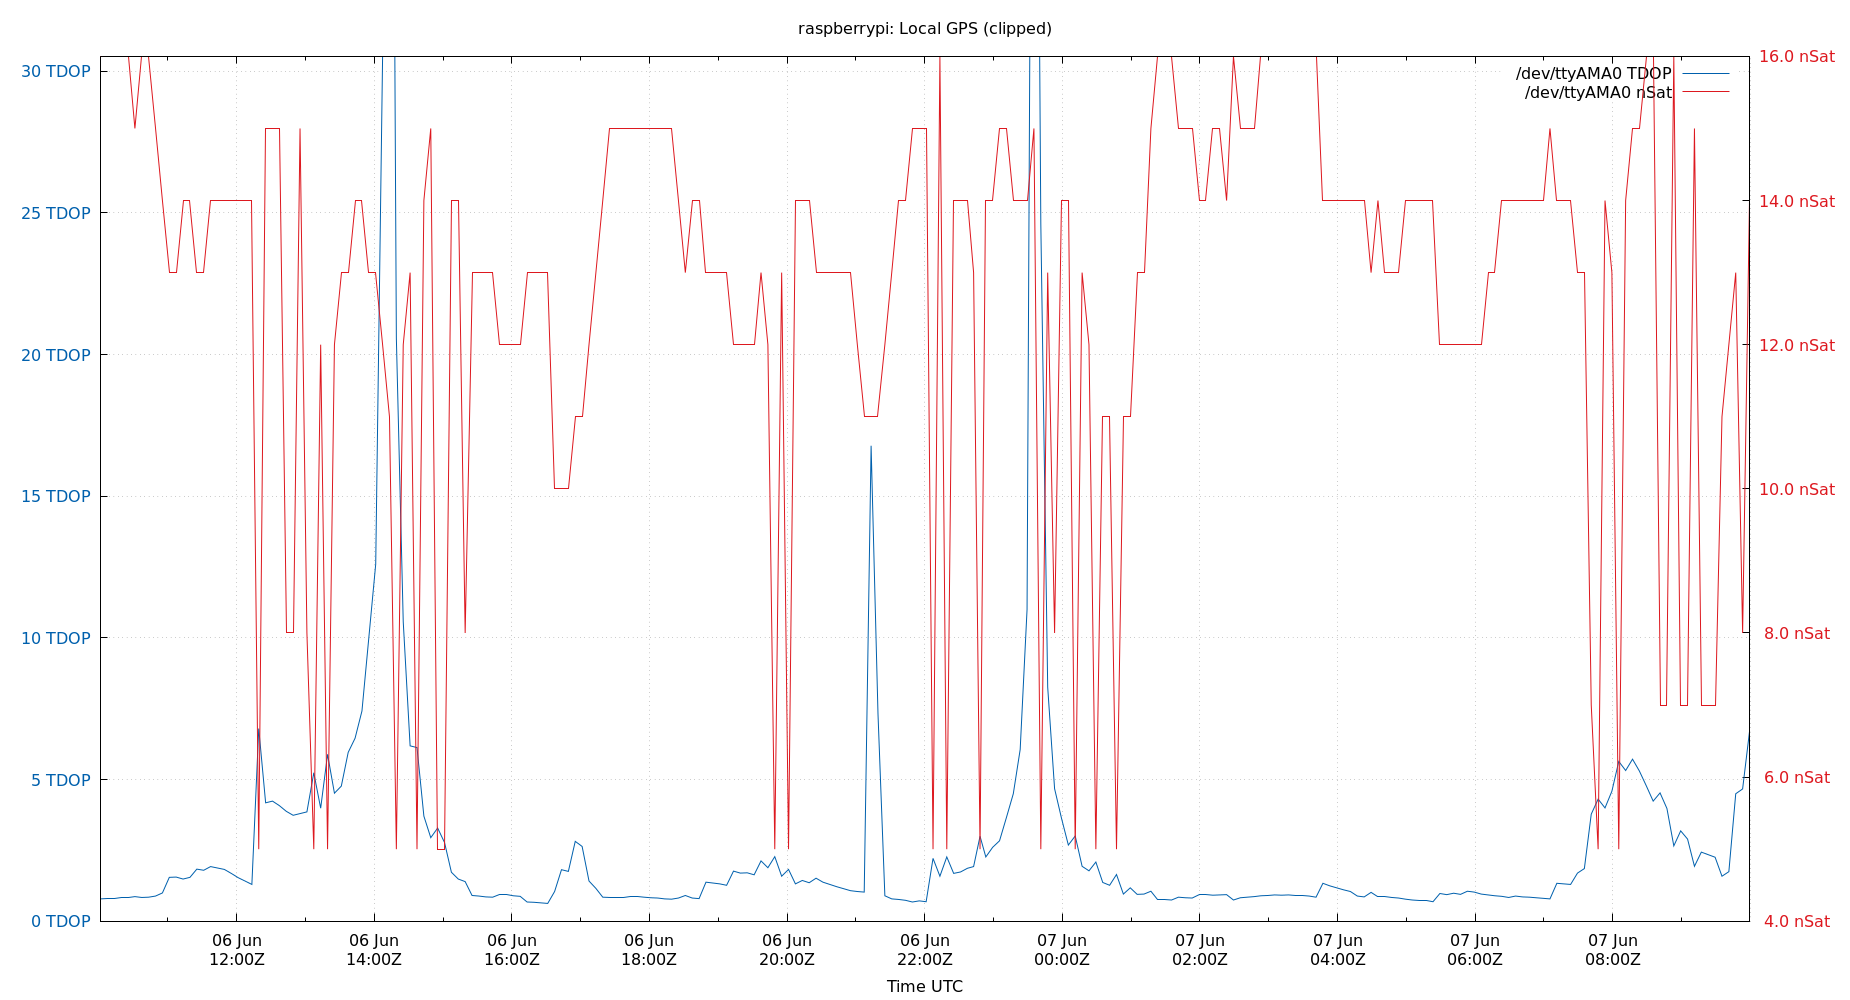 raspberrypi: Local GPS (clipped)
30 TDOP
25 TDOP
20 TDOP
15 TDOP
10 TDOP
5 TDOP
0 TDOP
/dev/ttyAMA0 TDOP
/dev/ttyAMA0 nSat
16.0 nSat
14.0 nSat
12.0 nSat
10.0 nSat
8.0 nSat
6.0 nSat
4.0 nSat
06 Jun
12:00Z
06 Jun
14:00Z
06 Jun
16:00Z
06 Jun
18:00Z
06 Jun
20:00Z
06 Jun
22:00Z
07 Jun
00:00Z
07 Jun
02:00Z
07 Jun
04:00Z
07 Jun
06:00Z
07 Jun
08:00Z
Time UTC